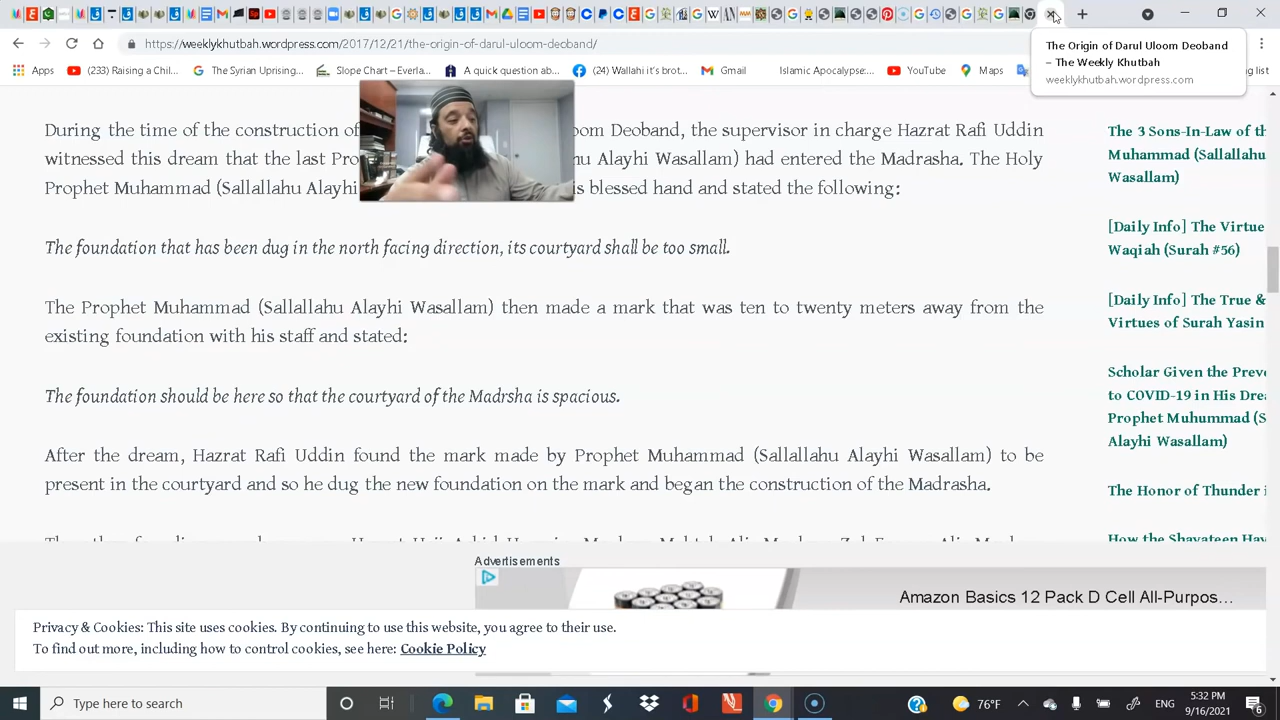 https://weeklykhutbah.wordpress.com/2017/12/21/the-origin-of-darul-uloom-deoband/
The Origin of Darul Uloom Deoband
– The Weekly Khutbah
weeklykhutbah.wordpress.com
Apps (233) Raising a Chil... The Syrian Uprising... Slope Chart – Everla... A quick question ab... (24) Wallahi it's brot... Gmail Islamic Apocalypse:... YouTube Maps ng list
During the time of the construction of oom Deoband, the supervisor in charge Hazrat Rafi Uddin
witnessed this dream that the last Pro hu Alayhi Wasallam) had entered the Madrasha. The Holy
Prophet Muhammad (Sallallahu Alayhi is blessed hand and stated the following:
The foundation that has been dug in the north facing direction, its courtyard shall be too small.
The Prophet Muhammad (Sallallahu Alayhi Wasallam) then made a mark that was ten to twenty meters away from the
existing foundation with his staff and stated:
The foundation should be here so that the courtyard of the Madrsha is spacious.
After the dream, Hazrat Rafi Uddin found the mark made by Prophet Muhammad (Sallallahu Alayhi Wasallam) to be
present in the courtyard and so he dug the new foundation on the mark and began the construction of the Madrasha.
The 3 Sons-In-Law of th
Muhammad (Sallallahu
Wasallam)
[Daily Info] The Virtue
Waqiah (Surah #56)
[Daily Info] The True &
Virtues of Surah Yasin
Scholar Given the Preve
to COVID-19 in His Drea
Prophet Muhummad (S
Alayhi Wasallam)
The Honor of Thunder i
How the Shayateen Hav
Advertisements
Amazon Basics 12 Pack D Cell All-Purpos...
Privacy & Cookies: This site uses cookies. By continuing to use this website, you agree to their use.
To find out more, including how to control cookies, see here: Cookie Policy
Type here to search
76°F
ENG
5:32 PM
9/16/2021
6